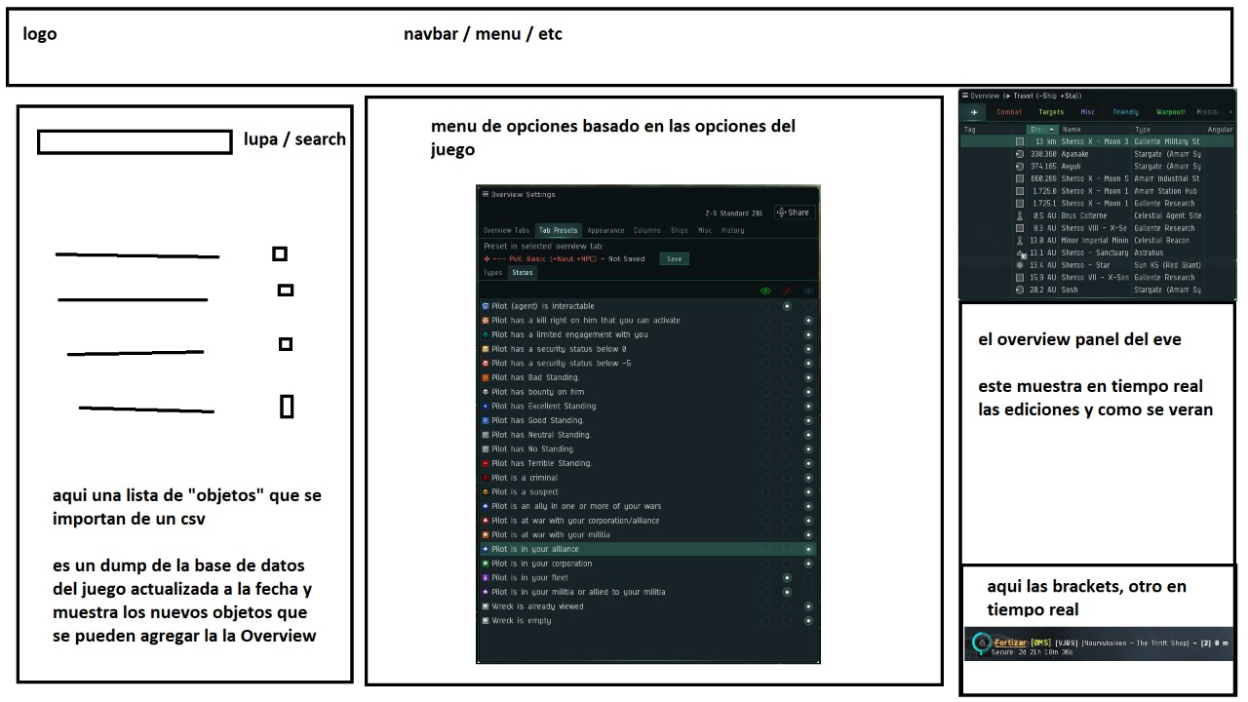 logo
navbar / menu / etc
lupa / search
aqui una lista de "objetos" que se
importan de un csv
es un dump de la base de datos
del juego actualizada a la fecha y
muestra los nuevos objetos que
se pueden agregar la la Overview
menu de opciones basado en las opciones del
juego
Overview Settings
Z-S Standard 20L Share
Overview Tabs Tab Presets Appearance Columns Ships Misc History
Preset in selected overview tab:
--- PvK. Basic (+Neut +NPC) - Not Saved Save
Types States
Pilot (agent) is interactable
Pilot has a kill right on him that you can activate
Pilot has a limited engagement with you
Pilot has a security status below 0
Pilot has a security status below -5
Pilot has Bad Standing.
Pilot has bounty on him
Pilot has Excellent Standing.
Pilot has Good Standing.
Pilot has Neutral Standing.
Pilot has No Standing.
Pilot has Terrible Standing.
Pilot is a criminal
Pilot is a suspect
Pilot is an ally in one or more of your wars
Pilot is at war with your corporation/alliance
Pilot is at war with your militia
Pilot is in your alliance
Pilot is in your corporation
Pilot is in your fleet
Pilot is in your militia or allied to your militia
Wreck is already viewed
Wreck is empty
Overview (Travel (-Ship +Sta))
Combat Targets Misc Friendly Warpout Mission
Tag Name Type Angular
13 km Sheroo X - Moon 3 Gallente Military St
330.360 Apanake Stargate (Amarr Sy
374.165 Avyuh Stargate (Amarr Sy
660.269 Sheroo X - Moon 5 Amarr Industrial St
1.725.0 Sheroo X - Moon 1 Amarr Station Hub
1.725.1 Sheroo X - Moon 1 Gallente Research
0.5 AU Brus Colterne Celestial Agent Site
8.3 AU Sheroo VIII - X-Se Gallente Research
13.0 AU Minor Imperial Minin Celestial Beacon
13.1 AU Sheroo - Sanctuary Astrahus
13.4 AU Sheroo - Star Sun K5 (Red Giant)
15.9 AU Sheroo VII - X-Sen Gallente Research
20.2 AU Sosh Stargate (Amarr Sy
el overview panel del eve
este muestra en tiempo real
las ediciones y como se veran
aqui las brackets, otro en
tiempo real
Fortizar [0MS] [VJBS] (Nourvukaiken - The Thrift Shop) - [2] 0 m
Secure: 2d 21h 16m 36s